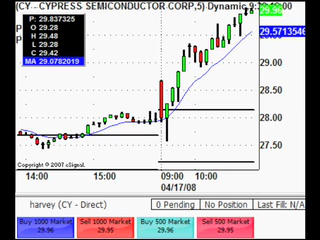 (CY - CYPRESS SEMICONDUCTOR CORP,5) Dynamic
P: 29.837325
O 29.28
H 29.48
L 29.28
C 29.42
MA 29.0782019
29.96
29.5713546
29.00
28.50
28.00
27.50
Copyright © 2007 eSignal.
14:00 15:00 09:00 10:00
04/17/08
harvey (CY - Direct) 0 Pending No Position Last Fill: N/A
Buy 1000 Market
29.96
Sell 1000 Market
29.95
Buy 500 Market
29.96
Sell 500 Market
29.95